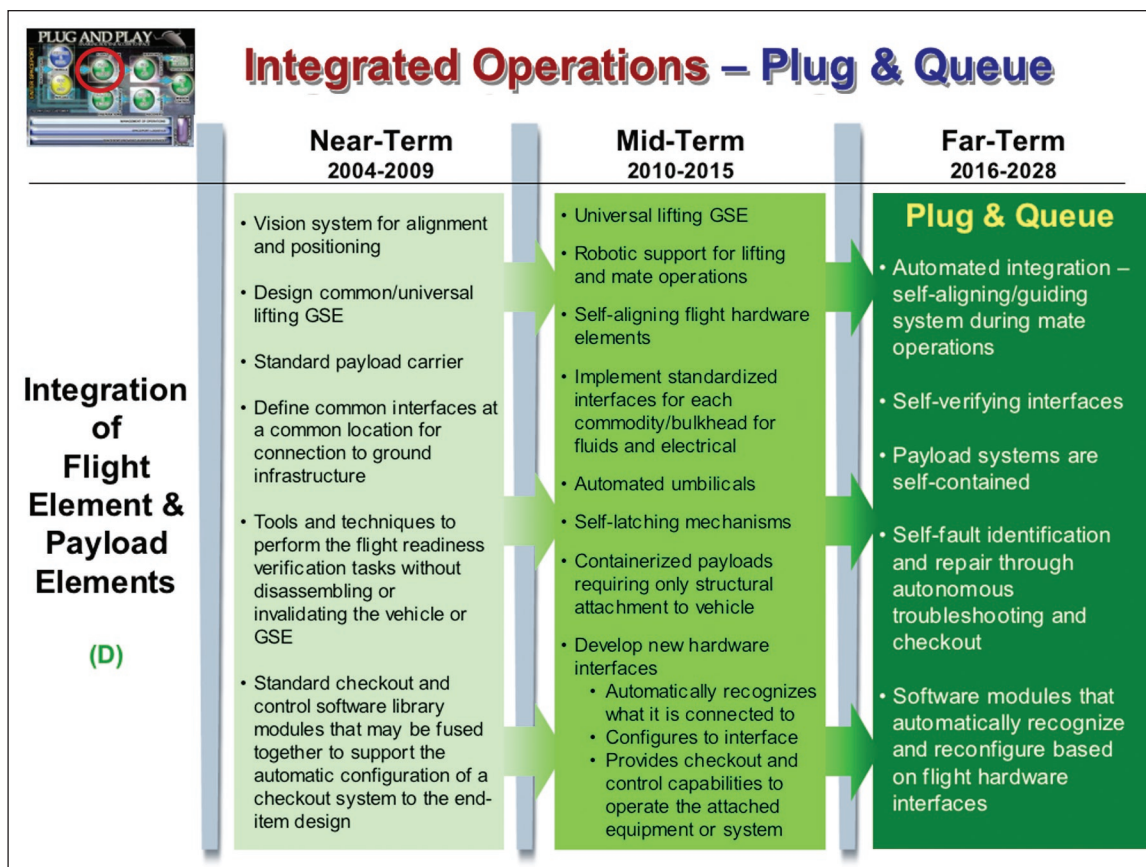 PLUG AND PLAY
Integrated Operations – Plug & Queue
Near-Term
2004-2009
Mid-Term
2010-2015
Far-Term
2016-2028
Integration
of
Flight
Element &
Payload
Elements
(D)
• Vision system for alignment
and positioning
• Design common/universal
lifting GSE
• Standard payload carrier
• Define common interfaces at
a common location for
connection to ground
infrastructure
• Tools and techniques to
perform the flight readiness
verification tasks without
disassembling or
invalidating the vehicle or
GSE
• Standard checkout and
control software library
modules that may be fused
together to support the
automatic configuration of a
checkout system to the end-
item design
• Universal lifting GSE
• Robotic support for lifting
and mate operations
• Self-aligning flight hardware
elements
• Implement standardized
interfaces for each
commodity/bulkhead for
fluids and electrical
• Automated umbilicals
• Self-latching mechanisms
• Containerized payloads
requiring only structural
attachment to vehicle
• Develop new hardware
interfaces
• Automatically recognizes
what it is connected to
• Configures to interface
• Provides checkout and
control capabilities to
operate the attached
equipment or system
Plug & Queue
• Automated integration –
self-aligning/guiding
system during mate
operations
• Self-verifying interfaces
• Payload systems are
self-contained
• Self-fault identification
and repair through
autonomous
troubleshooting and
checkout
• Software modules that
automatically recognize
and reconfigure based
on flight hardware
interfaces